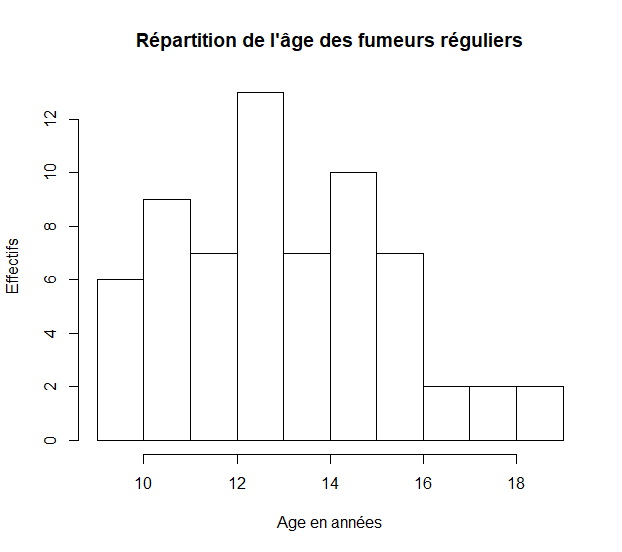 Répartition de l'âge des fumeurs réguliers
Effectifs
12
10
8
6
4
2
0
10 12 14 16 18
Age en années